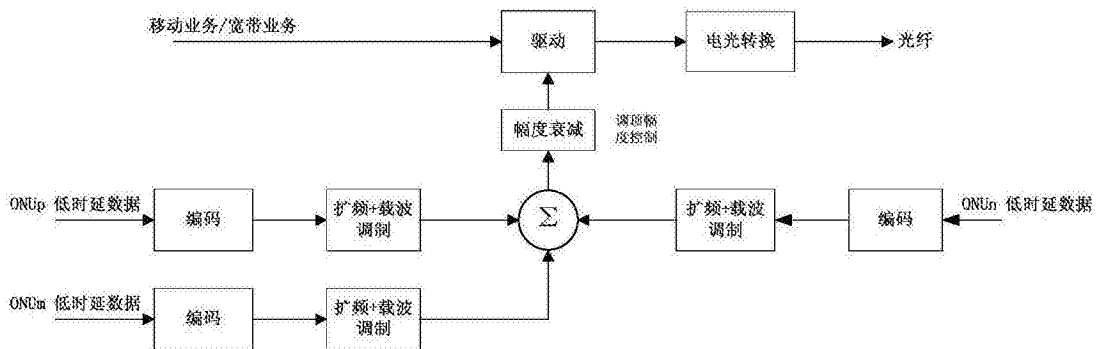 移动业务/宽带业务
驱动
电光转换
光纤
幅度衰减
调顶幅
度控制
ONUp 低时延数据
编码
扩频+载波
调制
Σ
扩频+载波
调制
编码
ONUn 低时延数据
ONUm 低时延数据
编码
扩频+载波
调制